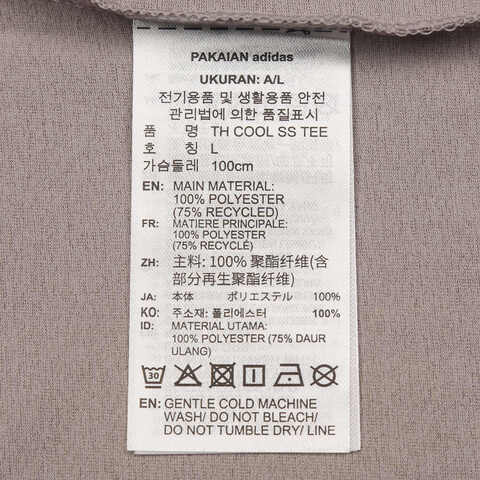 PAKAIAN adidas
UKURAN: A/L
전기용품 및 생활용품 안전
관리법에 의한 품질표시
품 명 TH COOL SS TEE
호 칭 L
가슴둘레 100cm
EN: MAIN MATERIAL:
100% POLYESTER
(75% RECYCLED)
FR: MATIERE PRINCIPALE:
100% POLYESTER
(75% RECYCLÉ)
ZH: 主料: 100% 聚酯纤维(含
部分再生聚酯纤维)
JA: 本体 ポリエステル 100%
KO: 주소재: 폴리에스터 100%
ID: MATERIAL UTAMA:
100% POLYESTER (75% DAUR
ULANG)
30
EN: GENTLE COLD MACHINE
WASH/ DO NOT BLEACH/
DO NOT TUMBLE DRY/ LINE